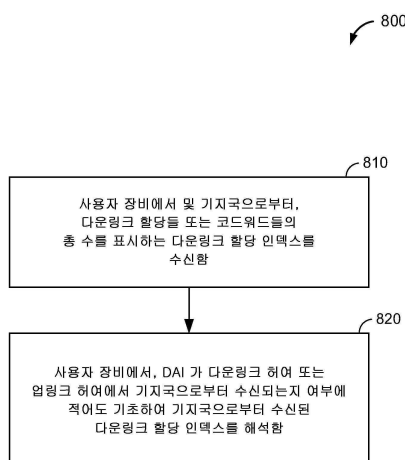 800
810
사용자 장비에서 및 기지국으로부터,
다운링크 할당들 또는 코드워드들의
총 수를 표시하는 다운링크 할당 인덱스를
수신함
820
사용자 장비에서, DAI 가 다운링크 허여 또는
업링크 허여에서 기지국으로부터 수신되는지 여부에
적어도 기초하여 기지국으로부터 수신된
다운링크 할당 인덱스를 해석함